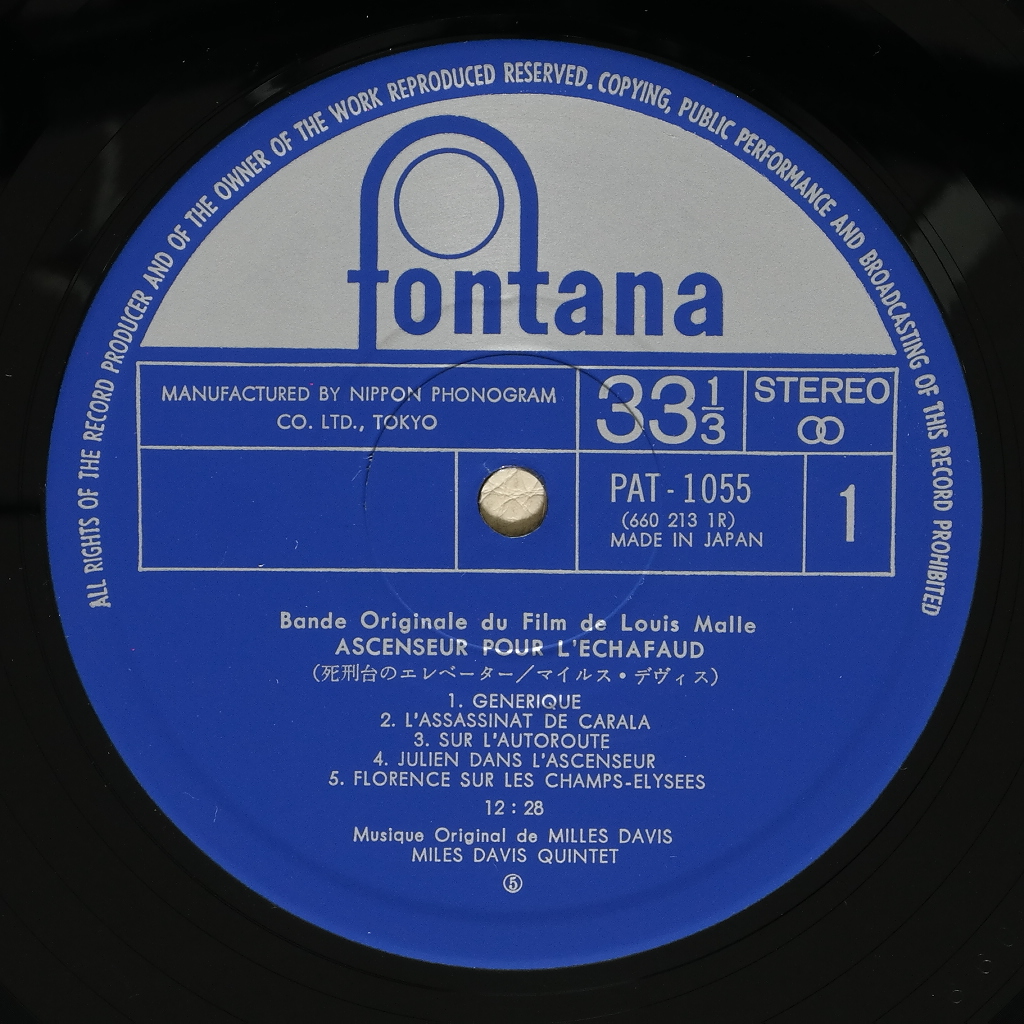 ALL RIGHTS OF THE RECORD PRODUCER AND OF THE OWNER OF THE WORK REPRODUCED RESERVED. COPYING, PUBLIC PERFORMANCE AND BROADCASTING OF THIS RECORD PROHIBITED
fontana
MANUFACTURED BY NIPPON PHONOGRAM
CO. LTD., TOKYO
33 1/3
STEREO
PAT - 1055
(660 213 1R)
MADE IN JAPAN
1
Bande Originale du Film de Louis Malle
ASCENSEUR POUR L'ECHAFAUD
(死刑台のエレベーター/マイルス・デヴィス)
1. GENERIQUE
2. L'ASSASSINAT DE CARALA
3. SUR L'AUTOROUTE
4. JULIEN DANS L'ASCENSEUR
5. FLORENCE SUR LES CHAMPS-ELYSEES
12 : 28
Musique Original de MILLES DAVIS
MILES DAVIS QUINTET
⑤